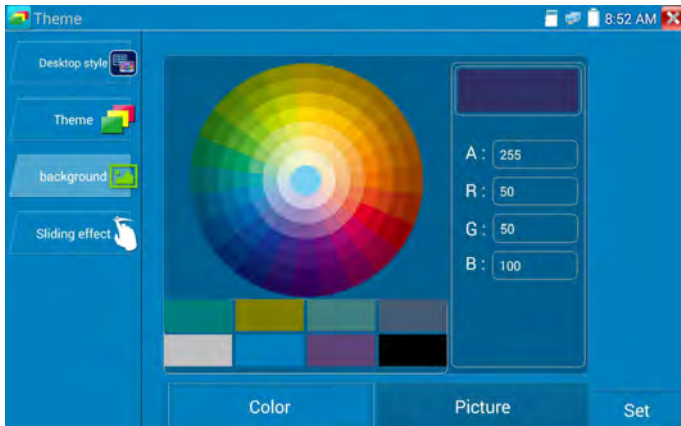 Theme
8:52 AM
Desktop style
Theme
background
Sliding effect
A : 255
R : 50
G : 50
B : 100
Color
Picture
Set